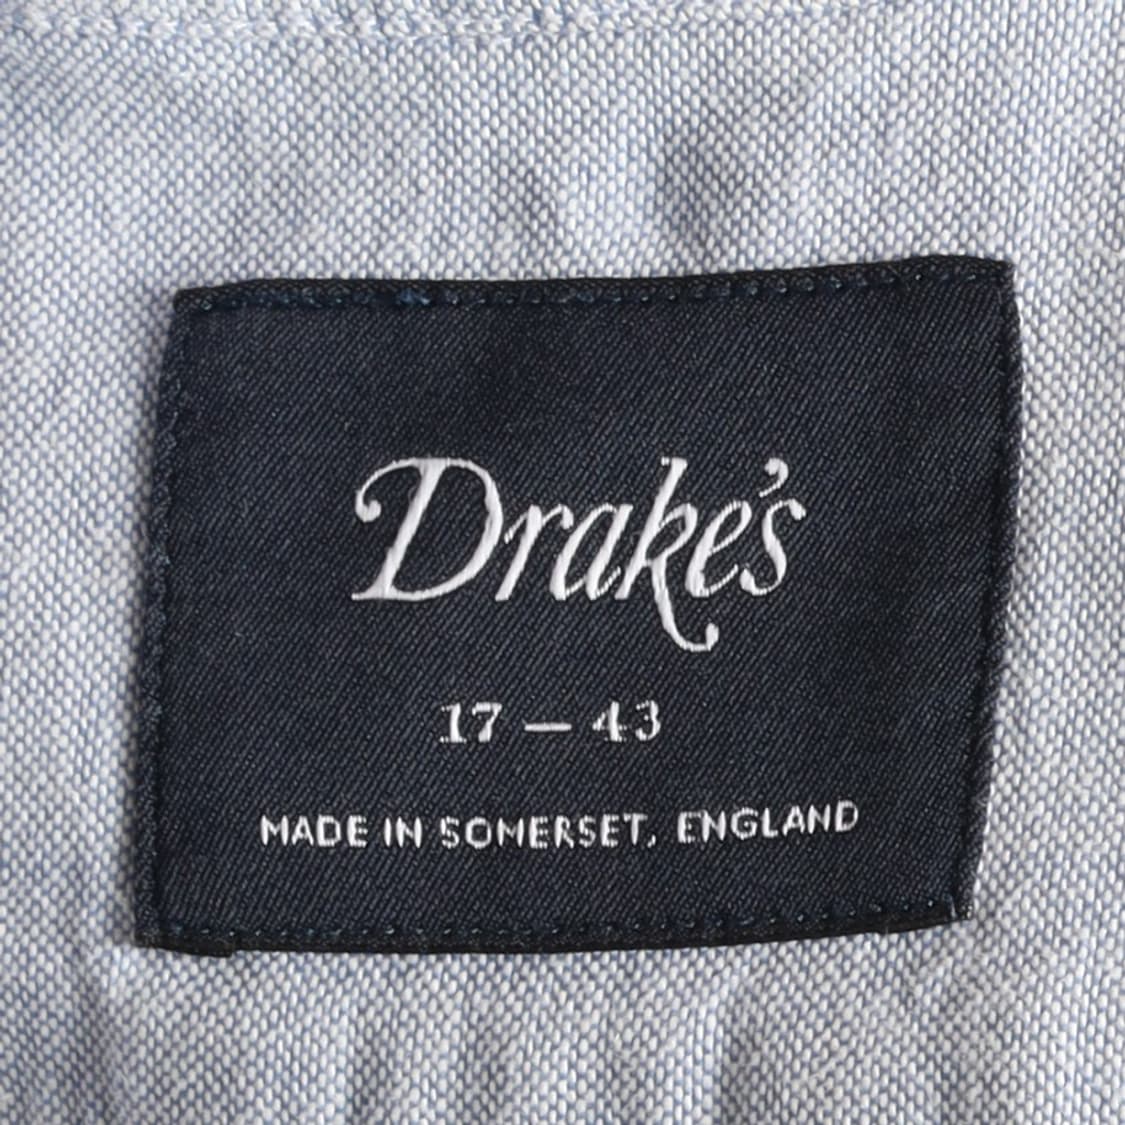 Drake's
17 — 43
MADE IN SOMERSET, ENGLAND